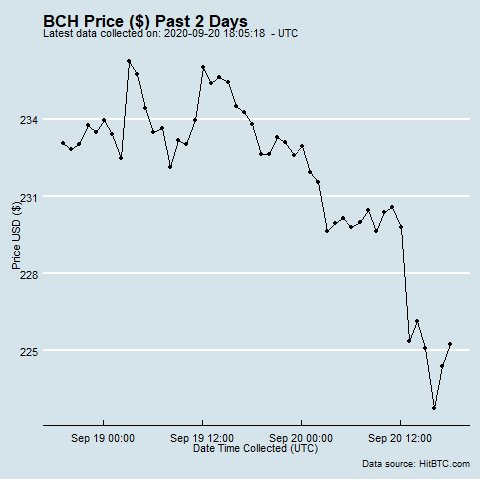 BCH Price ($) Past 2 Days
Latest data collected on: 2020-09-20 18:05:18 - UTC
234
231
228
225
Price USD ($)
Sep 19 00:00 Sep 19 12:00 Sep 20 00:00 Sep 20 12:00
Date Time Collected (UTC)
Data source: HitBTC.com